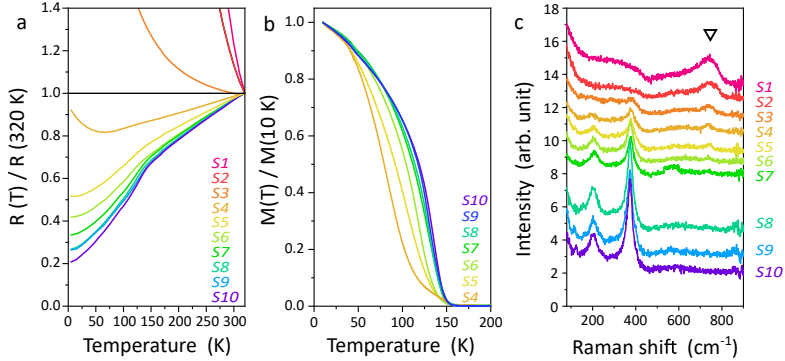 a
R (T) / R (320 K)
1.4
1.2
1.0
0.8
0.6
0.4
0.2
0.0
0 50 100 150 200 250 300
Temperature (K)
S1
S2
S3
S4
S5
S6
S7
S8
S9
S10
b
M(T) / M(10 K)
1.0
0.8
0.6
0.4
0.2
0.0
0 50 100 150 200
Temperature (K)
S10
S9
S8
S7
S6
S5
S4
c
Intensity (arb. unit)
18
16
14
12
10
8
6
4
2
0
200 400 600 800
Raman shift (cm⁻¹)
S1
S2
S3
S4
S5
S6
S7
S8
S9
S10